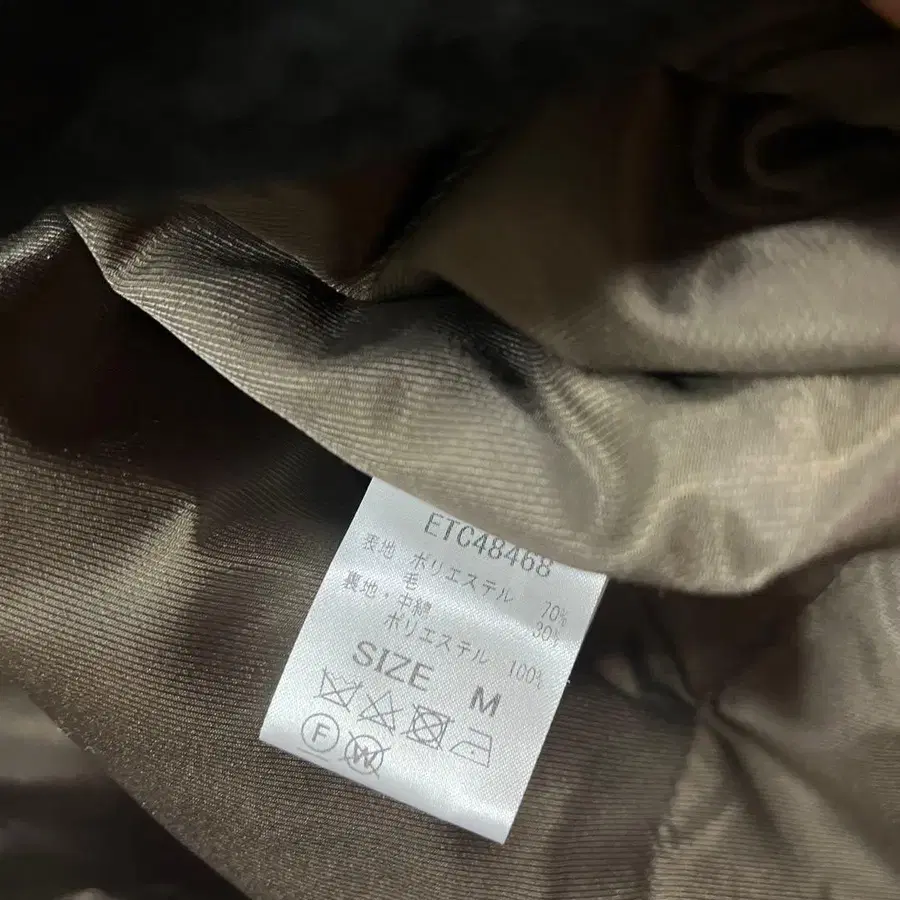 ETC48468
表地 ポリエステル 70%
毛 30%
裏地・中綿
ポリエステル 100%
SIZE M
F W